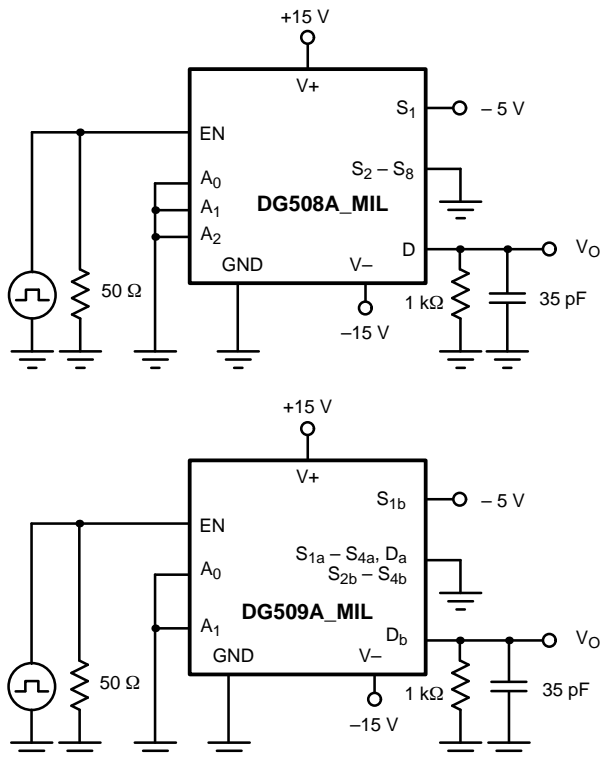 +15 V
V+
S1
– 5 V
EN
S2 – S8
A0
DG508A_MIL
A1
A2
D
VO
GND
V–
50 Ω
1 kΩ
35 pF
–15 V
+15 V
V+
S1b
– 5 V
EN
S1a – S4a, Da
S2b – S4b
A0
DG509A_MIL
A1
Db
VO
GND
V–
50 Ω
1 kΩ
35 pF
–15 V